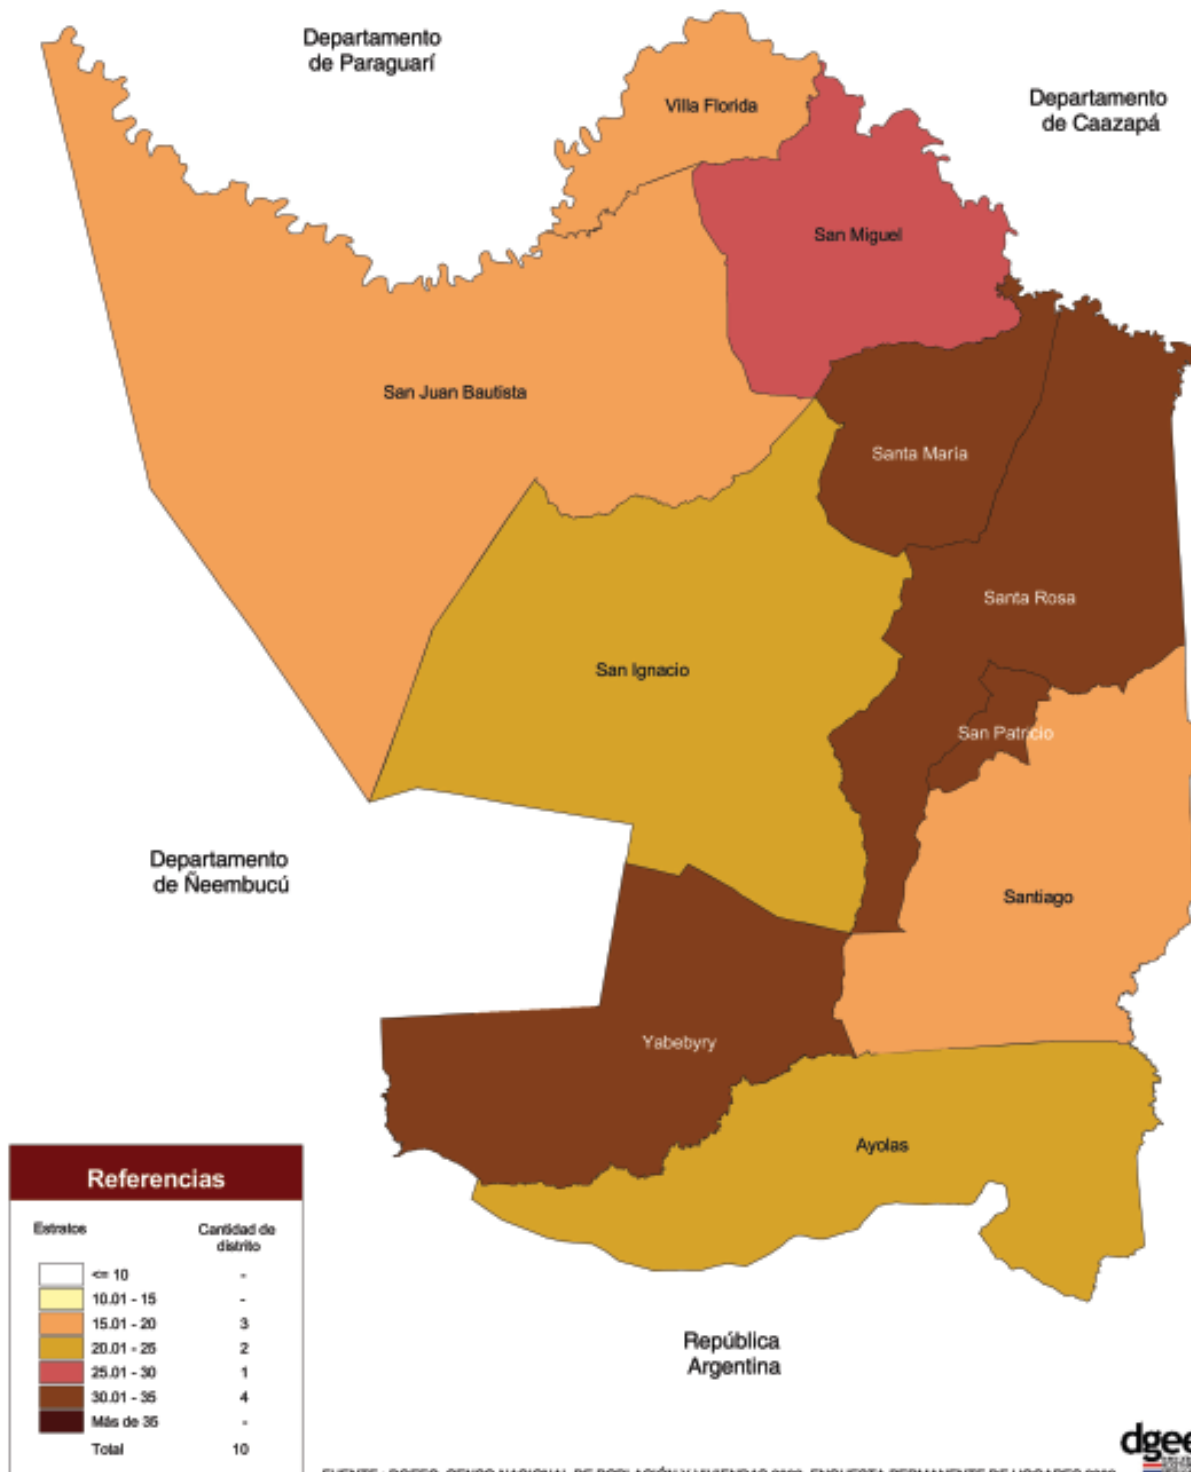 Departamento
de Paraguarí
Villa Florida
Departamento
de Caazapá
San Miguel
San Juan Bautista
Santa María
Santa Rosa
San Ignacio
San Patricio
Departamento
de Ñeembucú
Santiago
Yabebyry
Ayolas
Referencias
Estratos Cantidad de
distrito
<= 10 -
10.01 - 15 -
15.01 - 20 3
20.01 - 25 2
25.01 - 30 1
30.01 - 35 4
Más de 35 -
Total 10
República
Argentina
dgee